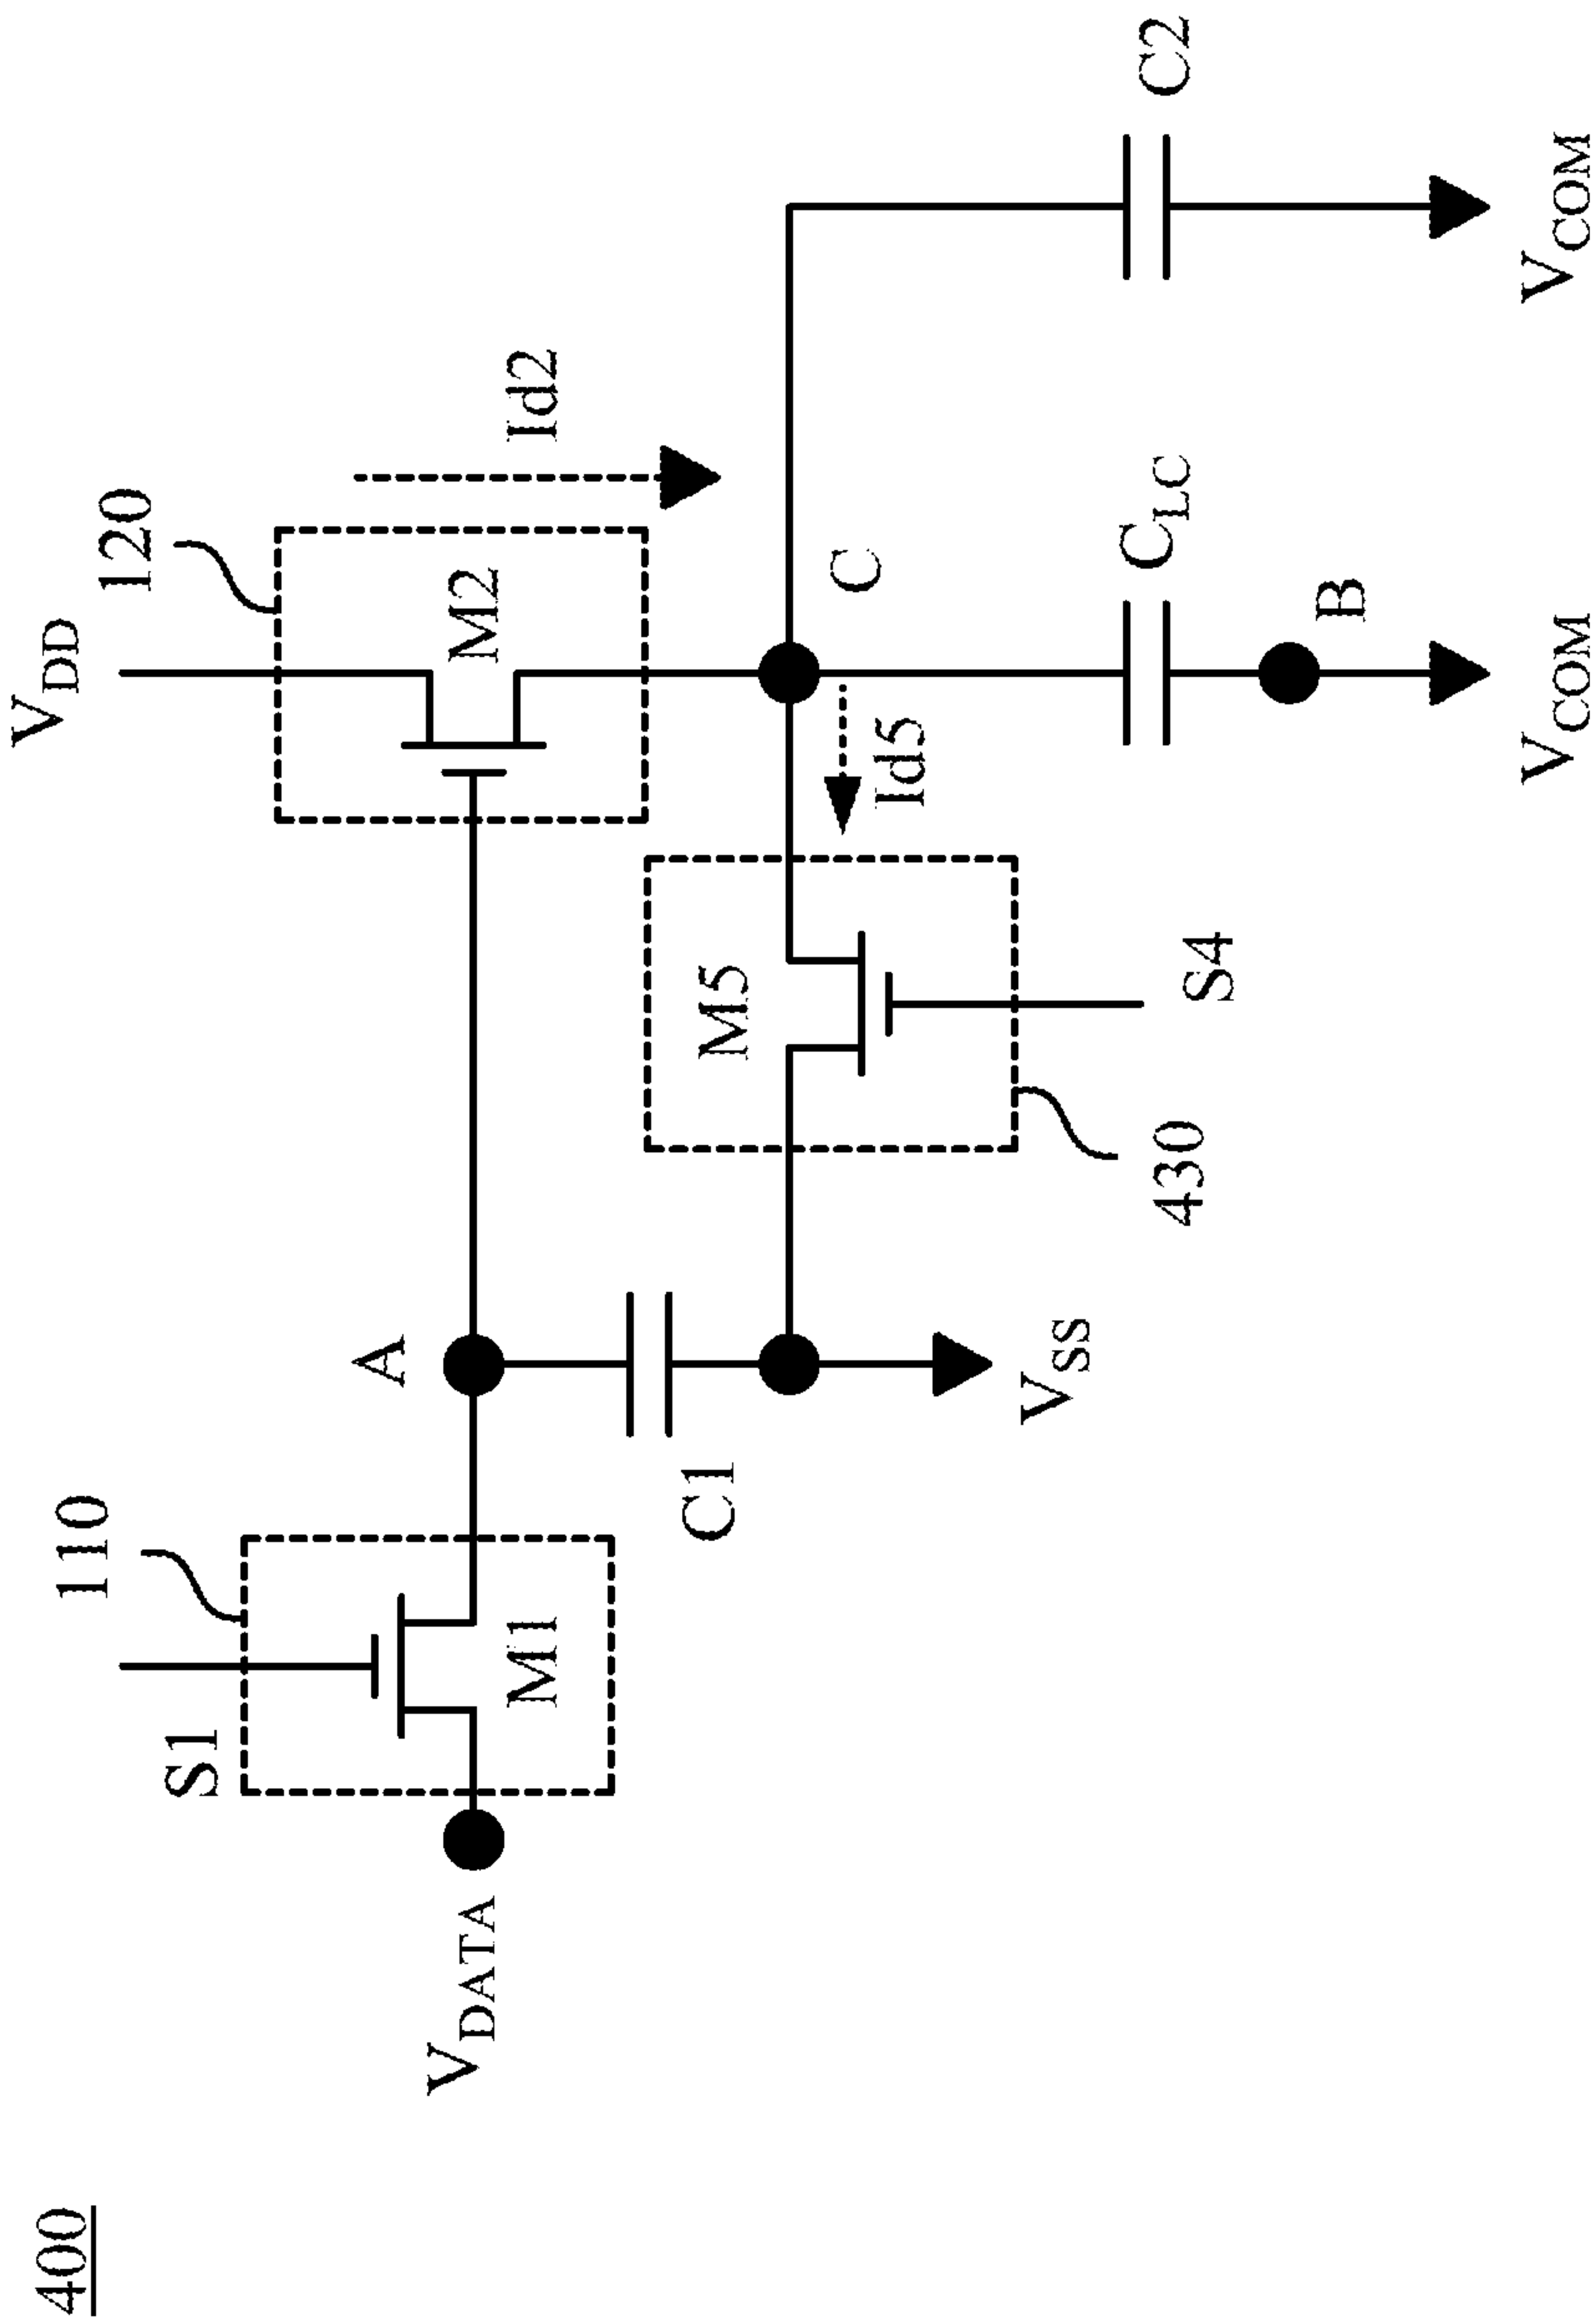 400
V_DATA
S1
110
M1
A
C1
V_SS
V_DD
120
M2
Id2
M5
430
S4
Id5
C
C_LC
B
V_COM
C2
V_COM